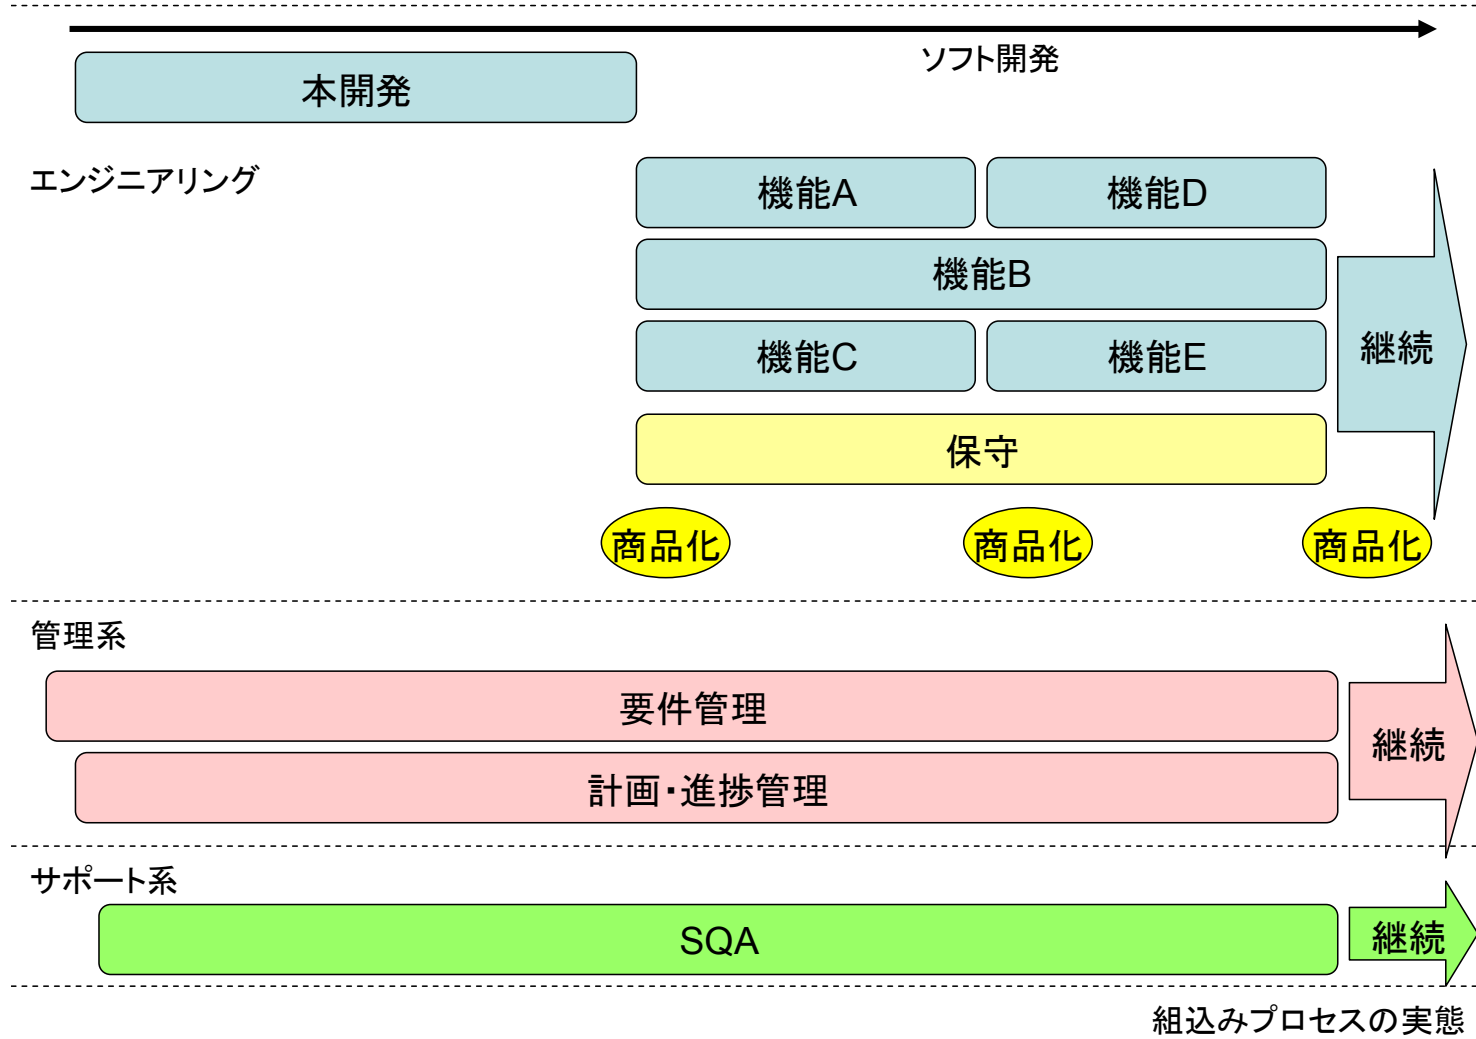 ソフト開発
本開発
エンジニアリング
機能A
機能D
機能B
機能C
機能E
継続
保守
商品化
商品化
商品化
管理系
要件管理
計画・進捗管理
継続
サポート系
SQA
継続
組込みプロセスの実態